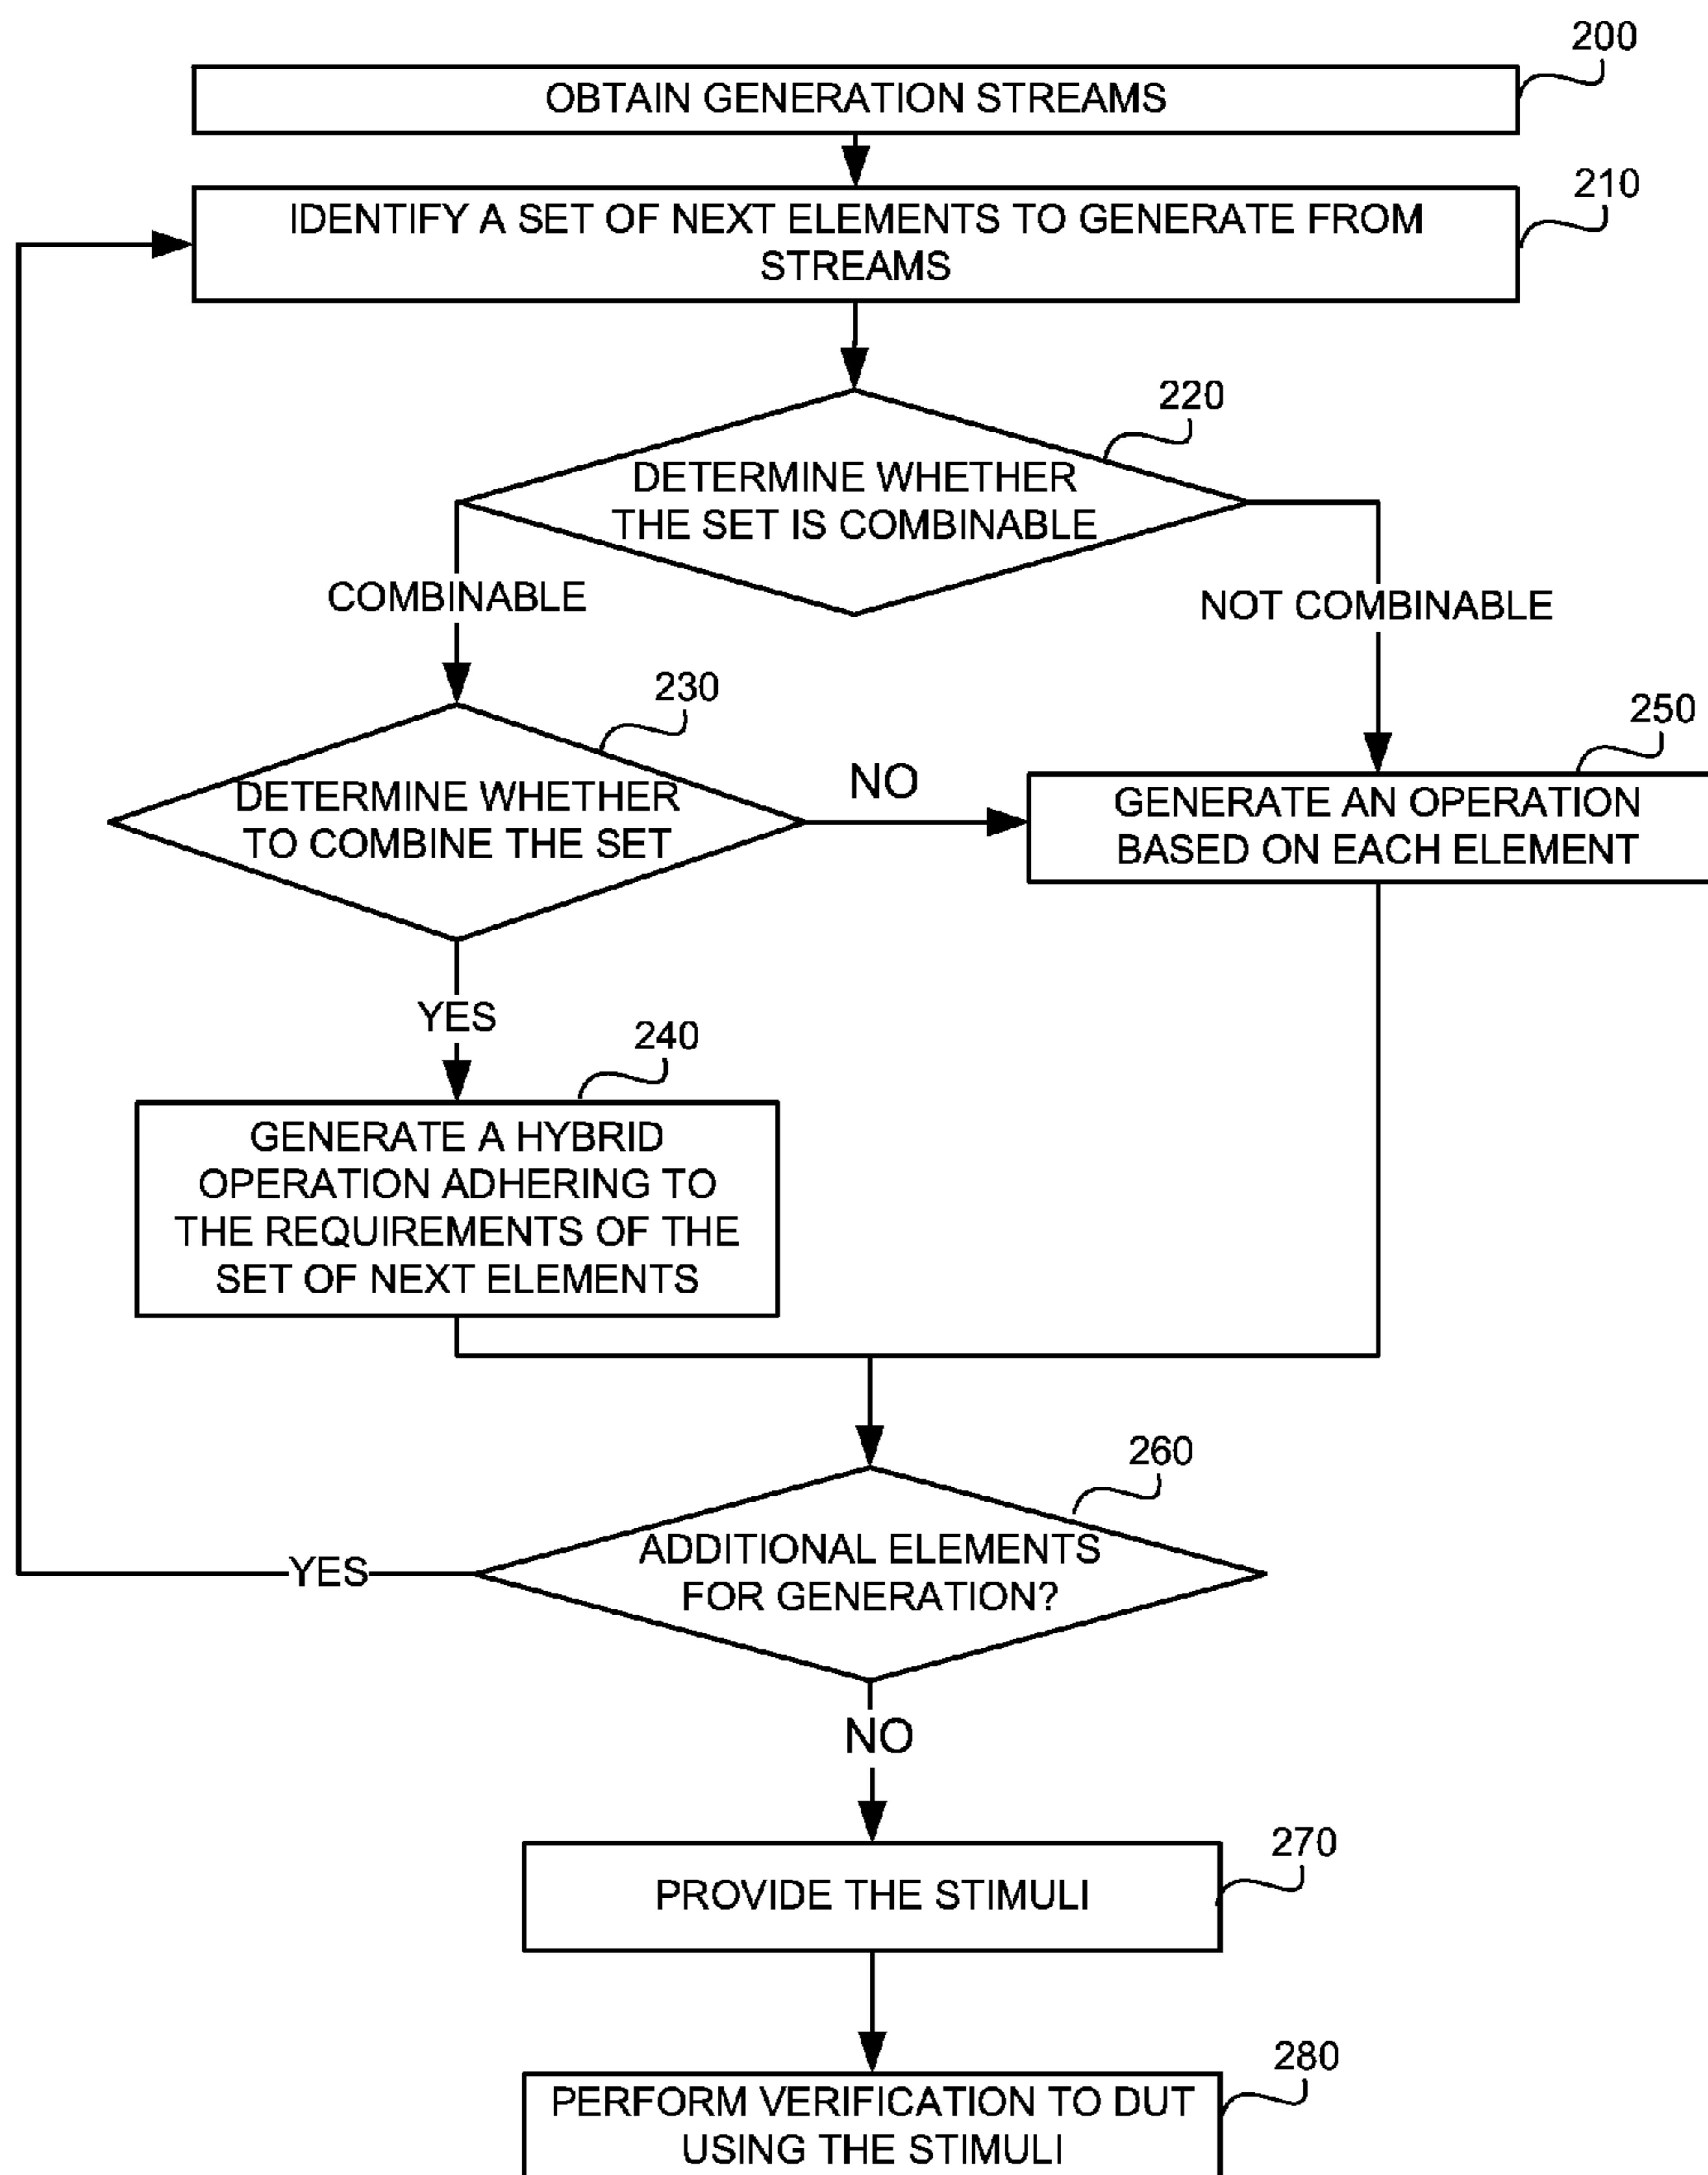 200
OBTAIN GENERATION STREAMS
210
IDENTIFY A SET OF NEXT ELEMENTS TO GENERATE FROM
STREAMS
220
DETERMINE WHETHER
THE SET IS COMBINABLE
COMBINABLE
NOT COMBINABLE
230
DETERMINE WHETHER
TO COMBINE THE SET
NO
250
GENERATE AN OPERATION
BASED ON EACH ELEMENT
YES
240
GENERATE A HYBRID
OPERATION ADHERING TO
THE REQUIREMENTS OF THE
SET OF NEXT ELEMENTS
260
ADDITIONAL ELEMENTS
FOR GENERATION?
YES
NO
270
PROVIDE THE STIMULI
280
PERFORM VERIFICATION TO DUT
USING THE STIMULI